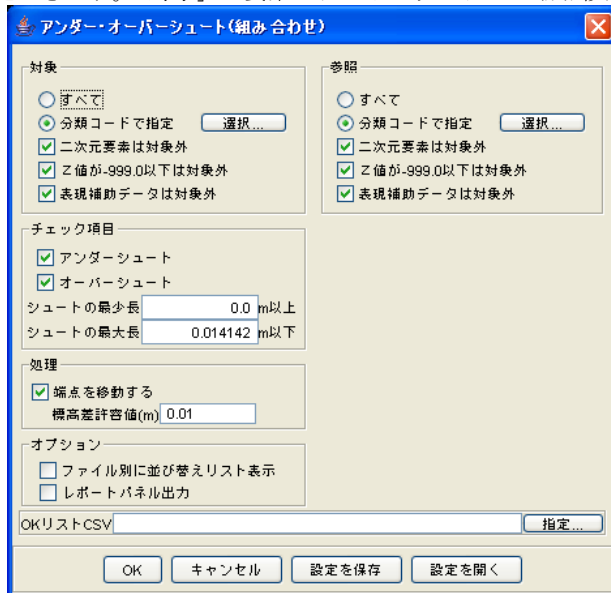 アンダー・オーバーシュート(組み合わせ)
対象
すべて
分類コードで指定 選択...
二次元要素は対象外
Z値が-999.0以下は対象外
表現補助データは対象外
参照
すべて
分類コードで指定 選択...
二次元要素は対象外
Z値が-999.0以下は対象外
表現補助データは対象外
チェック項目
アンダーシュート
オーバーシュート
シュートの最少長 0.0 m以上
シュートの最大長 0.014142 m以下
処理
端点を移動する
標高差許容値(m) 0.01
オプション
ファイル別に並び替えリスト表示
レポートパネル出力
OKリストCSV 指定...
OK キャンセル 設定を保存 設定を開く